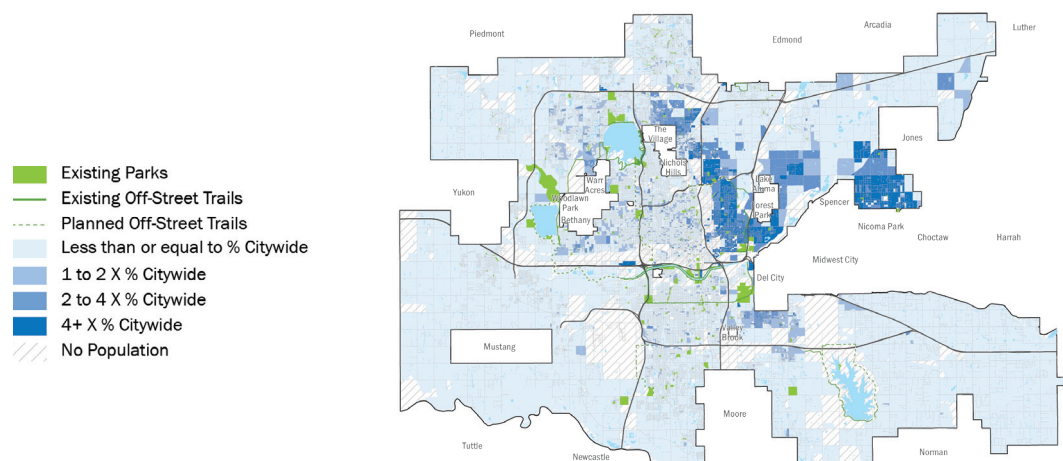 Existing Parks
Existing Off-Street Trails
Planned Off-Street Trails
Less than or equal to % Citywide
1 to 2 X % Citywide
2 to 4 X % Citywide
4+ X % Citywide
No Population
Piedmont
Edmond
Arcadia
Luther
The
Village
Nichols
Hills
Jones
Yukon
Warr
Acres
Woodlawn
Park
Bethany
Lake
Aluma
Forest
Park
Spencer
Nicoma Park
Choctaw
Harrah
Midwest City
Del City
Valley
Brook
Mustang
Moore
Tuttle
Newcastle
Norman